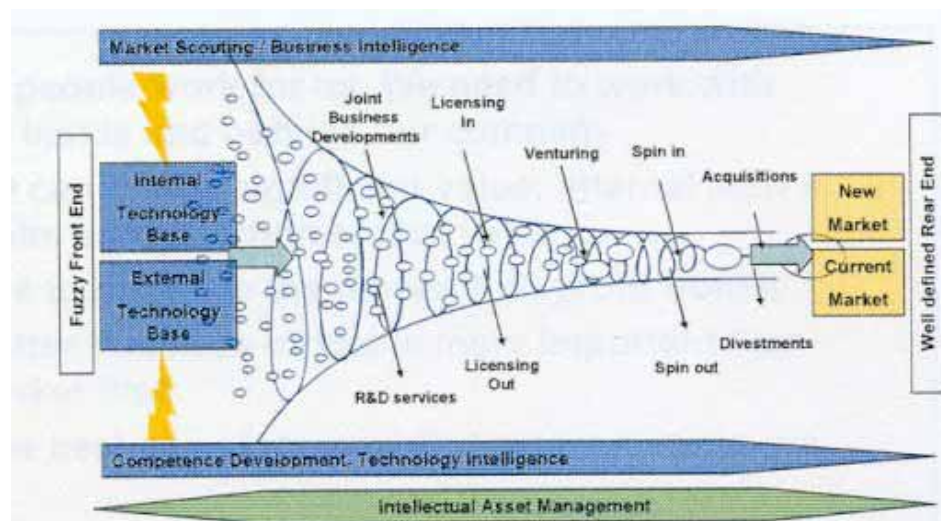 Market Scouting / Business Intelligence
Fuzzy Front End
Internal
Technology
Base
External
Technology
Base
Joint
Business
Developments
Licensing
In
Venturing
Spin in
Acquisitions
R&D services
Licensing
Out
Spin out
Divestments
New
Market
Current
Market
Well defined Rear End
Competence Development- Technology Intelligence
Intellectual Asset Management